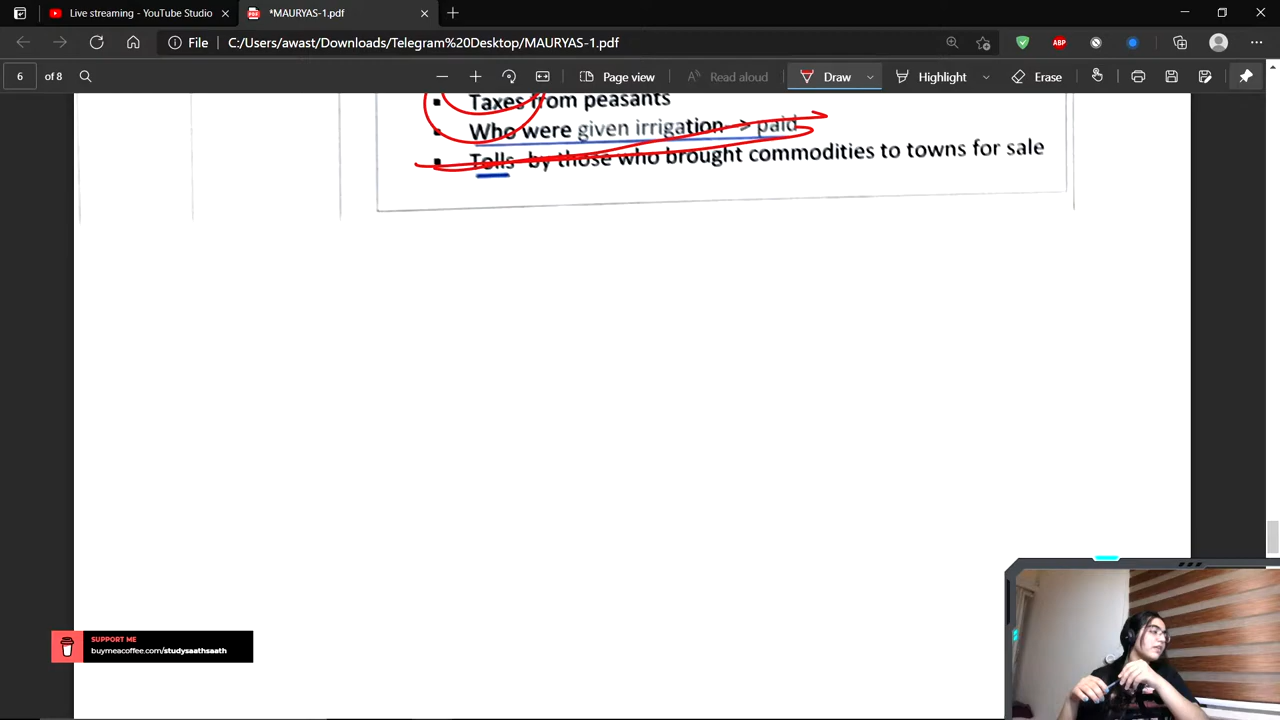 Live streaming - YouTube Studio
*MAURYAS-1.pdf
File
C:/Users/awast/Downloads/Telegram%20Desktop/MAURYAS-1.pdf
6 of 8
Page view
Read aloud
Draw
Highlight
Erase
ABP
▪ Taxes from peasants
▪ Who were given irrigation -> paid
▪ Tolls by those who brought commodities to towns for sale
SUPPORT ME
buymeacoffee.com/studysaathsaath